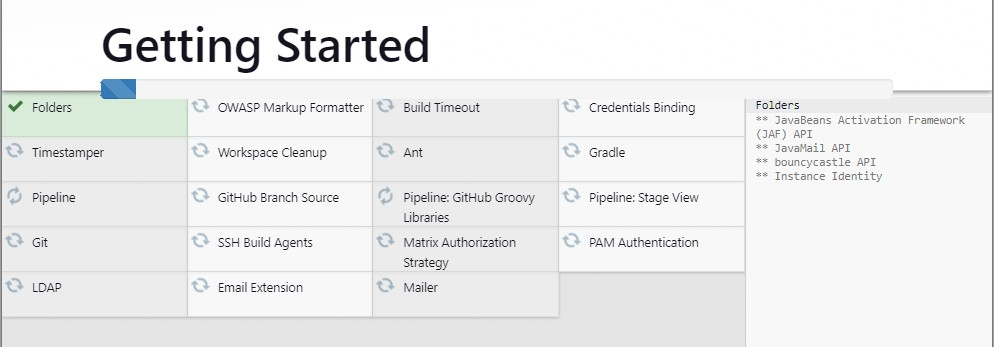 Getting Started
Folders
OWASP Markup Formatter
Build Timeout
Credentials Binding
Timestamper
Workspace Cleanup
Ant
Gradle
Pipeline
GitHub Branch Source
Pipeline: GitHub Groovy
Libraries
Pipeline: Stage View
Git
SSH Build Agents
Matrix Authorization
Strategy
PAM Authentication
LDAP
Email Extension
Mailer
Folders
** JavaBeans Activation Framework
(JAF) API
** JavaMail API
** bouncycastle API
** Instance Identity